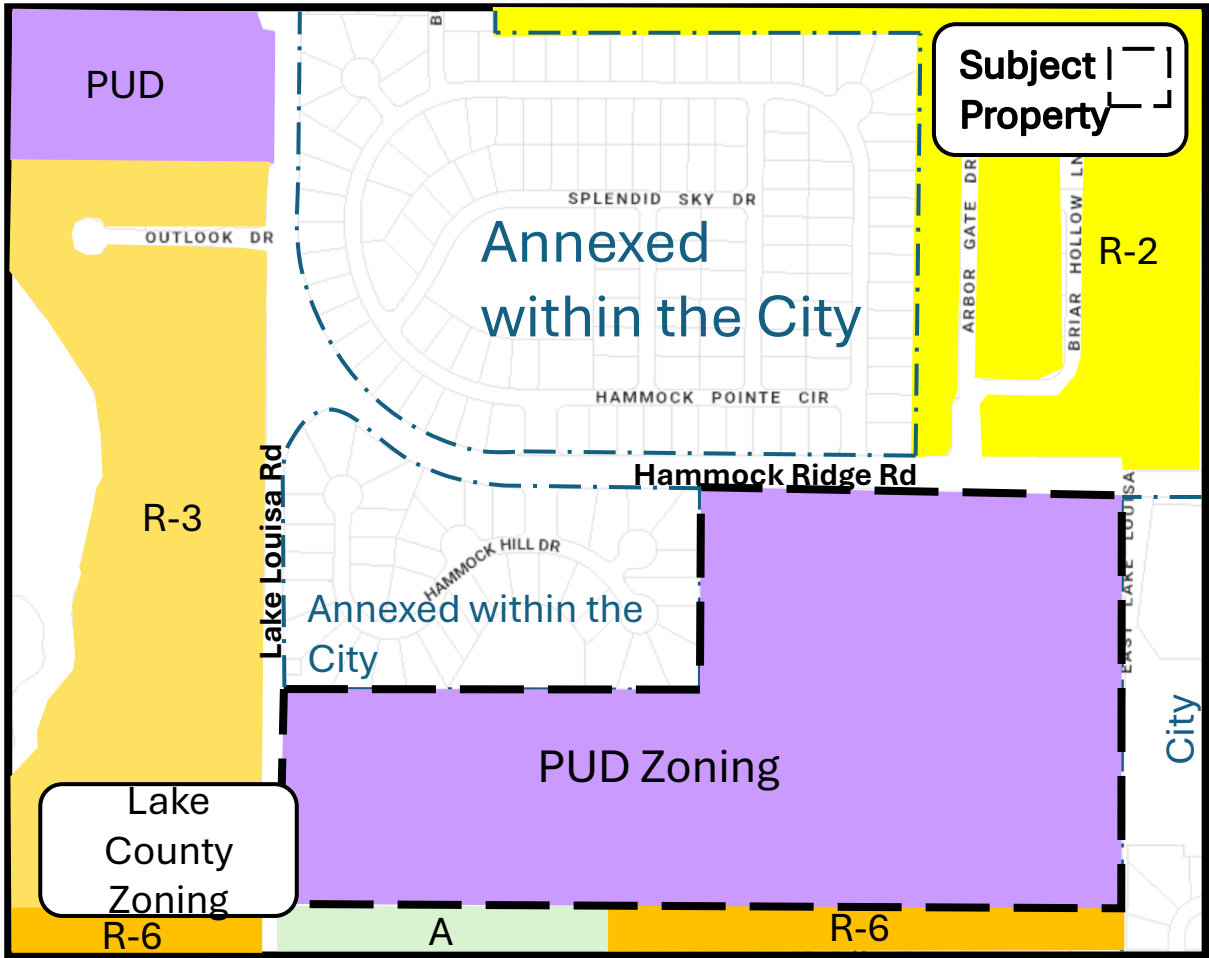 PUD
Subject
Property
SPLENDID SKY DR
OUTLOOK DR
Annexed
within the City
ARBOR GATE DR
BRIAR HOLLOW LN
R-2
HAMMOCK POINTE CIR
Hammock Ridge Rd
Lake Louisa Rd
R-3
HAMMOCK HILL DR
EAST LAKE LOUISA
Annexed within the
City
City
PUD Zoning
Lake
County
Zoning
R-6
A
R-6